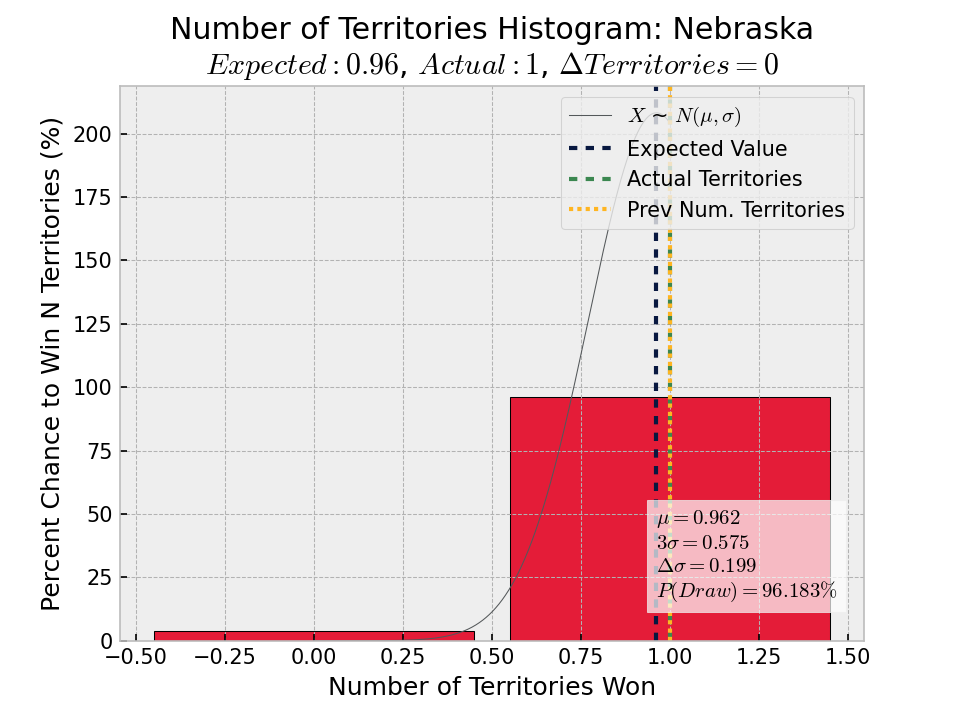 Number of Territories Histogram: Nebraska
Expected : 0.96, Actual : 1, ΔTerritories = 0
Percent Chance to Win N Territories (%)
200
175
150
125
100
75
50
25
0
X ~ N(μ, σ)
Expected Value
Actual Territories
Prev Num. Territories
μ = 0.962
3σ = 0.575
Δσ = 0.199
P(Draw) = 96.183%
−0.50 −0.25 0.00 0.25 0.50 0.75 1.00 1.25 1.50
Number of Territories Won